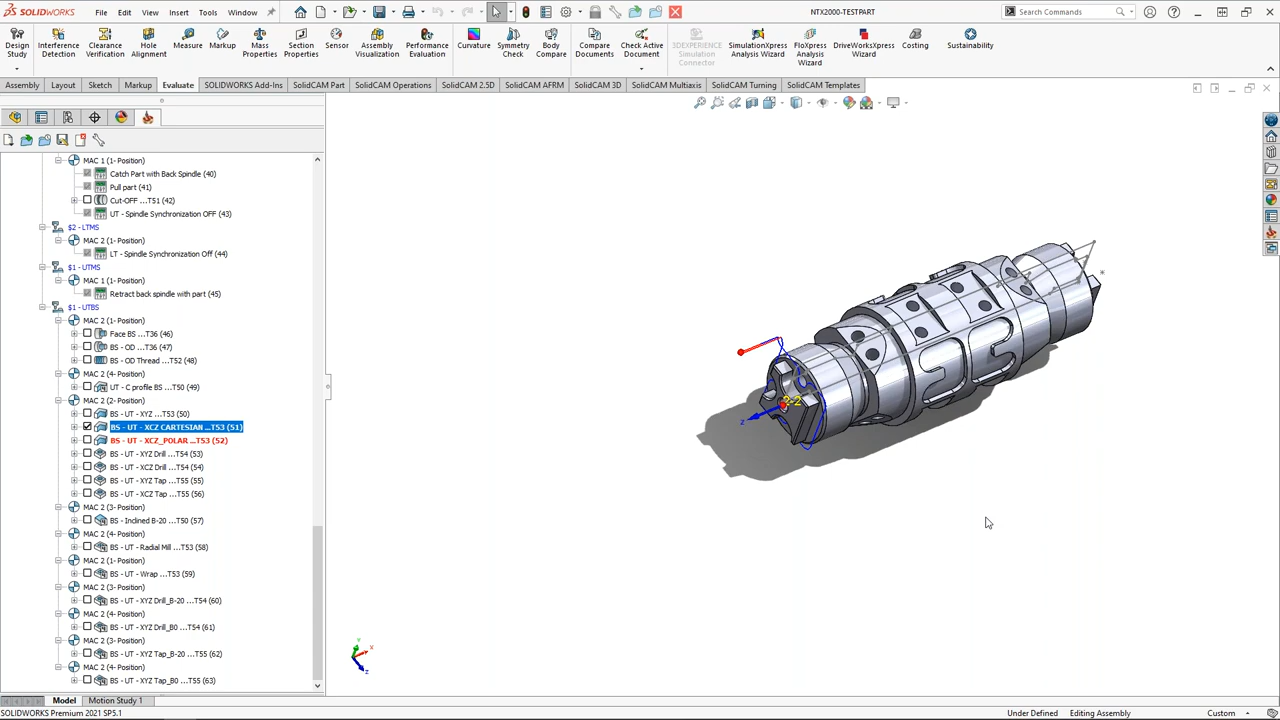 SOLIDWORKS File Edit View Insert Tools Window NTX2000-TESTPART Search Commands
Design Study Interference Detection Clearance Verification Hole Alignment Measure Markup Mass Properties Section Properties Sensor Assembly Visualization Performance Evaluation Curvature Symmetry Check Body Compare Compare Documents Check Active Document 3DEXPERIENCE Simulation Connector SimulationXpress Analysis Wizard FloXpress Analysis Wizard DriveWorksXpress Wizard Costing Sustainability
Assembly Layout Sketch Markup Evaluate SOLIDWORKS Add-Ins SolidCAM Part SolidCAM Operations SolidCAM 2.5D SolidCAM AFRM SolidCAM 3D SolidCAM Multiaxis SolidCAM Turning SolidCAM Templates
MAC 1 (1- Position)
Catch Part with Back Spindle (40)
Pull part (41)
Cut-OFF ...T51 (42)
UT - Spindle Synchronization OFF (43)
$2 - LTMS
MAC 2 (1- Position)
LT - Spindle Synchronization Off (44)
$1 - UTMS
MAC 1 (1- Position)
Retract back spindle with part (45)
$1 - UTBS
MAC 2 (1- Position)
Face BS ...T36 (46)
BS - OD ...T36 (47)
BS - OD Thread ...T52 (48)
MAC 2 (4- Position)
UT - C profile BS ...T50 (49)
MAC 2 (2- Position)
BS - UT - XYZ ...T53 (50)
BS - UT - XCZ CARTESIAN ...T53 (51)
BS - UT - XCZ_POLAR ...T53 (52)
BS - UT - XYZ Drill ...T54 (53)
BS - UT - XCZ Drill ...T54 (54)
BS - UT - XYZ Tap ...T55 (55)
BS - UT - XCZ Tap ...T55 (56)
MAC 2 (3- Position)
BS - Inclined B-20 ...T50 (57)
MAC 2 (4- Position)
BS - UT - Radial Mill ...T53 (58)
MAC 2 (1- Position)
BS - UT - Wrap ...T53 (59)
MAC 2 (3- Position)
BS - UT - XYZ Drill_B-20 ...T54 (60)
MAC 2 (4- Position)
BS - UT - XYZ Drill_B0 ...T54 (61)
MAC 2 (3- Position)
BS - UT - XYZ Tap_B-20 ...T55 (62)
MAC 2 (4- Position)
BS - UT - XYZ Tap_B0 ...T55 (63)
2-2
Z
Y
X
Z
Model Motion Study 1
SOLIDWORKS Premium 2021 SP5.1 Under Defined Editing Assembly Custom